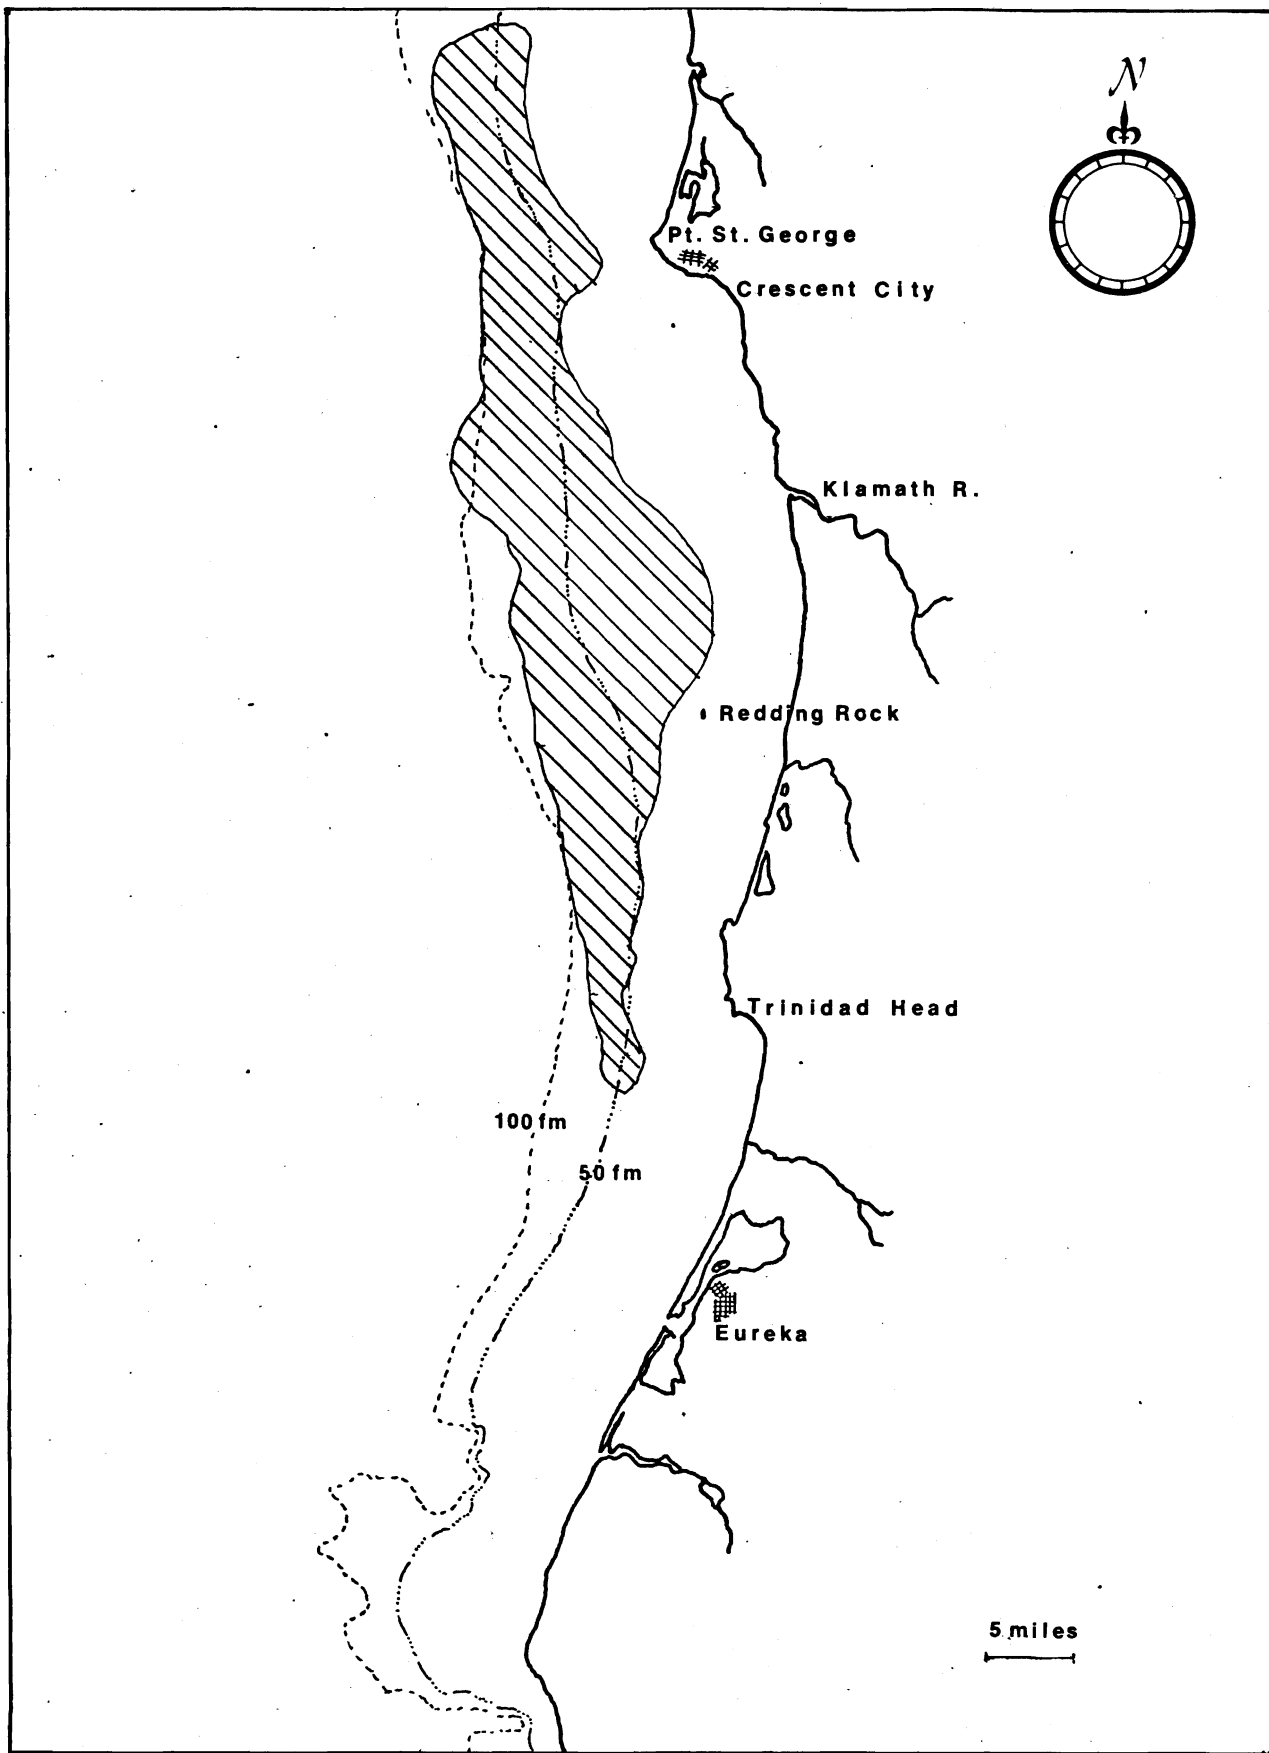 N
Pt. St. George
Crescent City
Klamath R.
Redding Rock
Trinidad Head
100 fm
50 fm
Eureka
5 miles